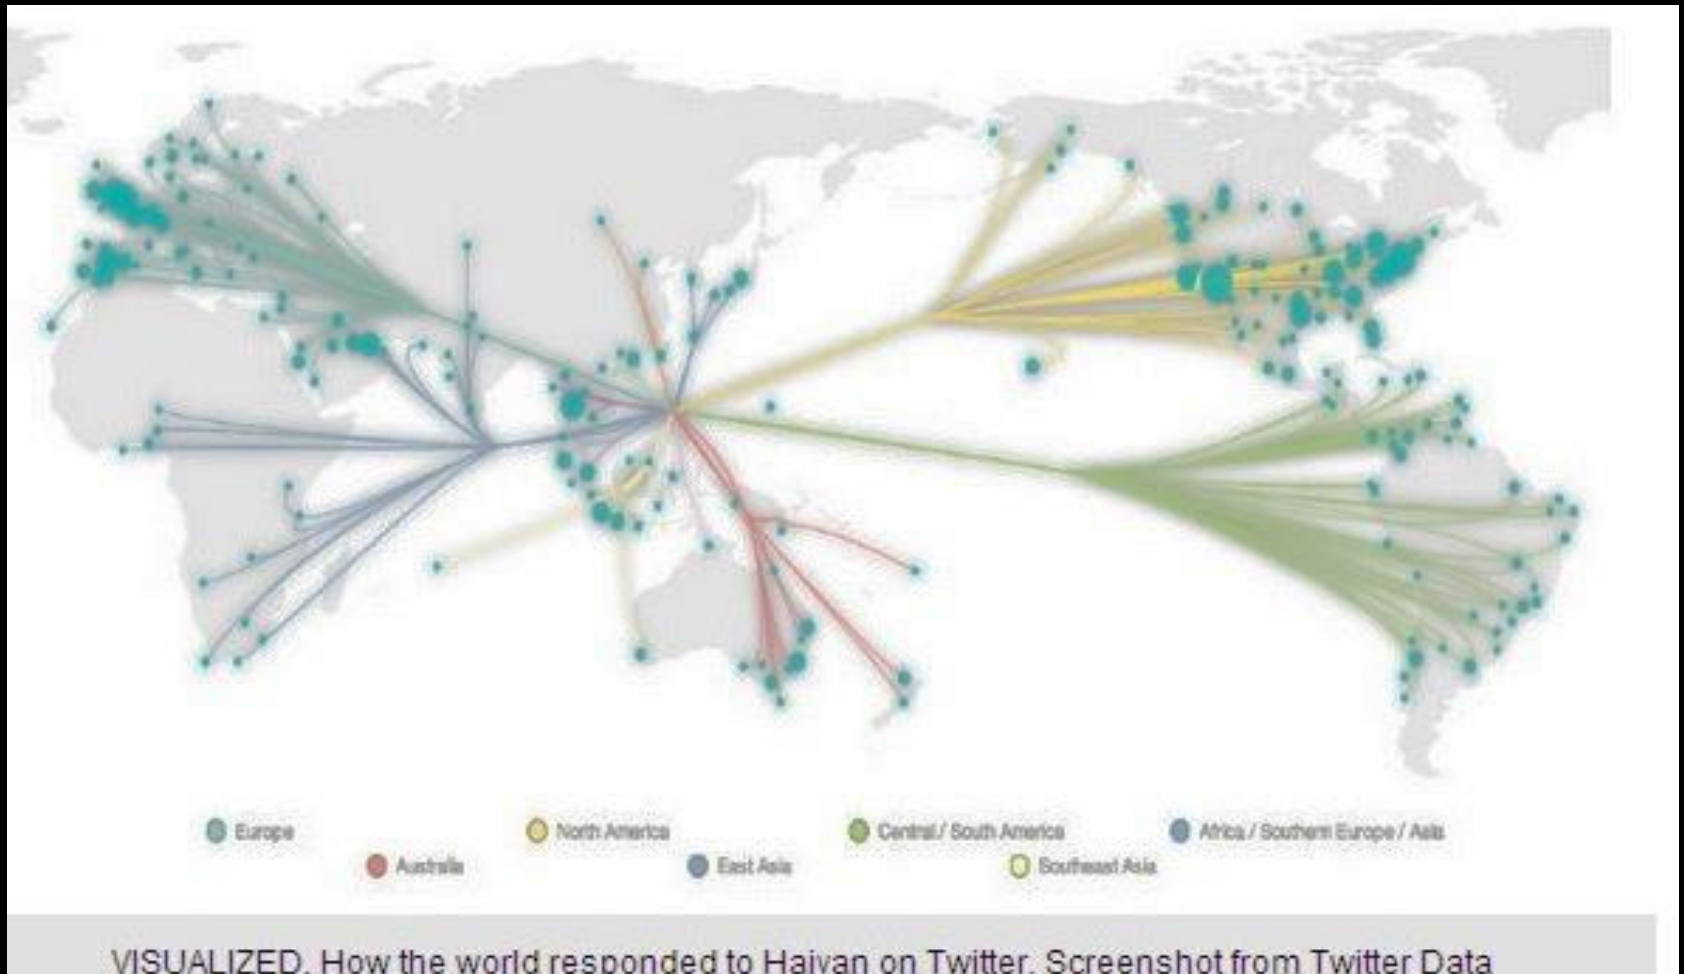 Europe North America Central / South America Africa / Southern Europe / Asia
Australia East Asia Southeast Asia
VISUALIZED. How the world responded to Haiyan on Twitter. Screenshot from Twitter Data